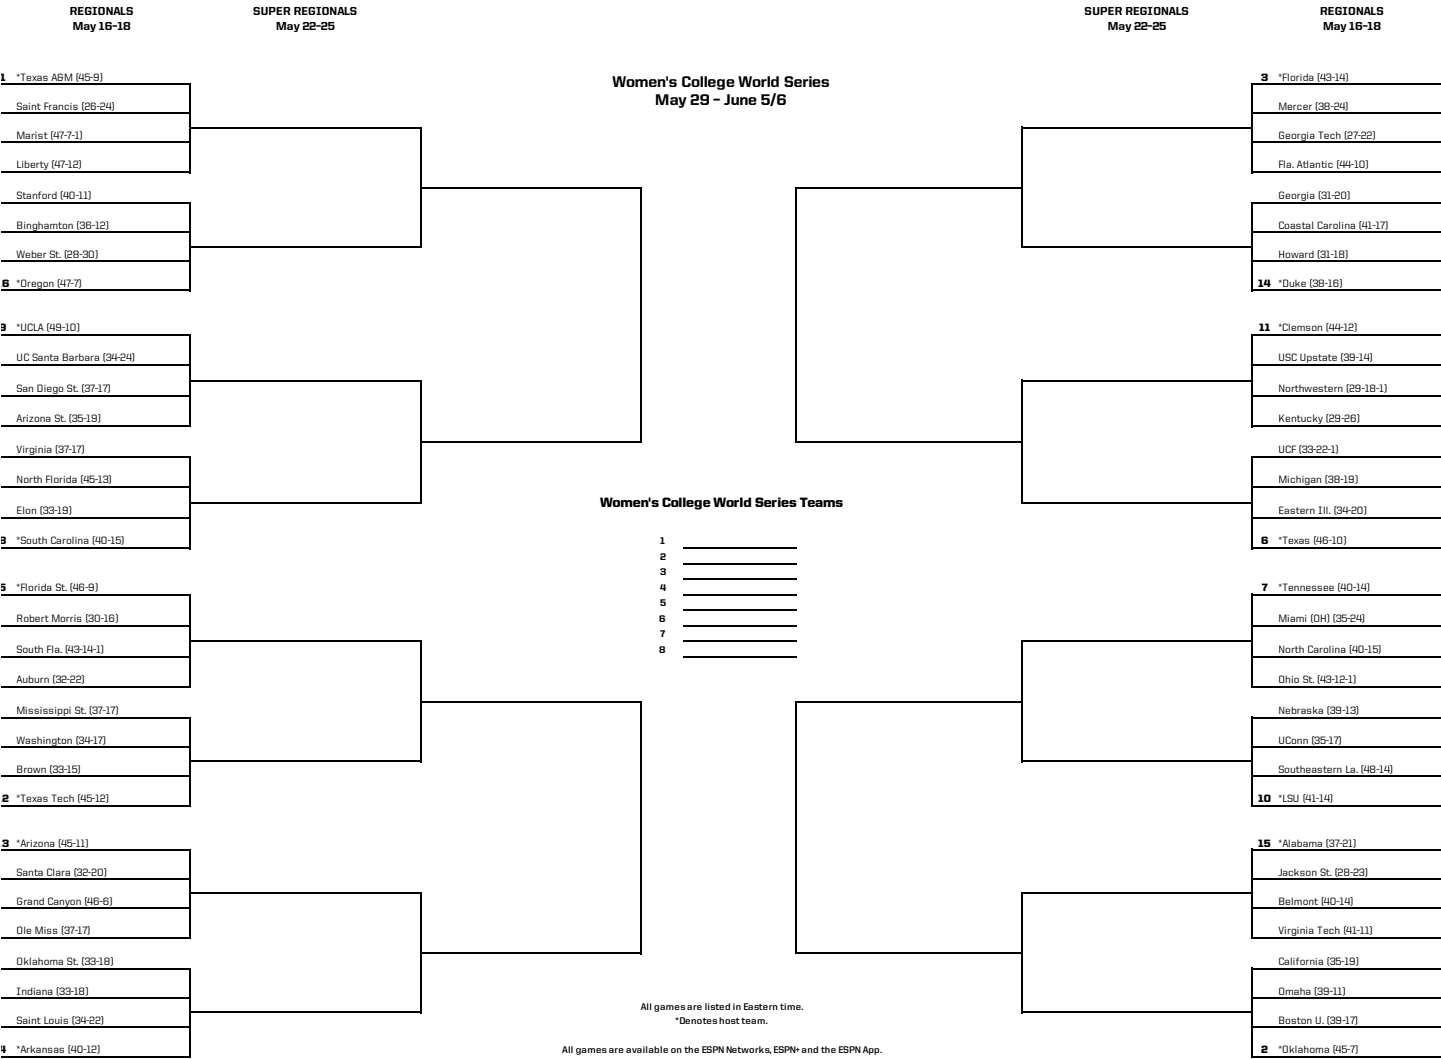 REGIONALS
May 16-18
SUPER REGIONALS
May 22-25
SUPER REGIONALS
May 22-25
REGIONALS
May 16-18
Women's College World Series
May 29 - June 5/6
1 *Texas A&M (45-9)
Saint Francis (26-24)
Marist (47-7-1)
Liberty (47-12)
Stanford (40-11)
Binghamton (36-12)
Weber St. (28-30)
6 *Oregon (47-7)
9 *UCLA (49-10)
UC Santa Barbara (34-24)
San Diego St. (37-17)
Arizona St. (35-19)
Virginia (37-17)
North Florida (45-13)
Elon (33-19)
8 *South Carolina (40-15)
5 *Florida St. (46-9)
Robert Morris (30-16)
South Fla. (43-14-1)
Auburn (32-22)
Mississippi St. (37-17)
Washington (34-17)
Brown (33-15)
2 *Texas Tech (45-12)
3 *Arizona (45-11)
Santa Clara (32-20)
Grand Canyon (46-6)
Ole Miss (37-17)
Oklahoma St. (33-18)
Indiana (33-18)
Saint Louis (34-22)
4 *Arkansas (40-12)
Women's College World Series Teams
1
2
3
4
5
6
7
8
All games are listed in Eastern time.
*Denotes host team.
All games are available on the ESPN Networks, ESPN+ and the ESPN App.
3 *Florida (43-14)
Mercer (38-24)
Georgia Tech (27-22)
Fla. Atlantic (44-10)
Georgia (31-20)
Coastal Carolina (41-17)
Howard (31-18)
14 *Duke (38-16)
11 *Clemson (44-12)
USC Upstate (39-14)
Northwestern (29-18-1)
Kentucky (29-26)
UCF (33-22-1)
Michigan (38-19)
Eastern Ill. (34-20)
6 *Texas (46-10)
7 *Tennessee (40-14)
Miami (OH) (35-24)
North Carolina (40-15)
Ohio St. (43-12-1)
Nebraska (39-13)
UConn (35-17)
Southeastern La. (48-14)
10 *LSU (41-14)
15 *Alabama (37-21)
Jackson St. (28-23)
Belmont (40-14)
Virginia Tech (41-11)
California (35-19)
Omaha (39-11)
Boston U. (39-17)
2 *Oklahoma (45-7)